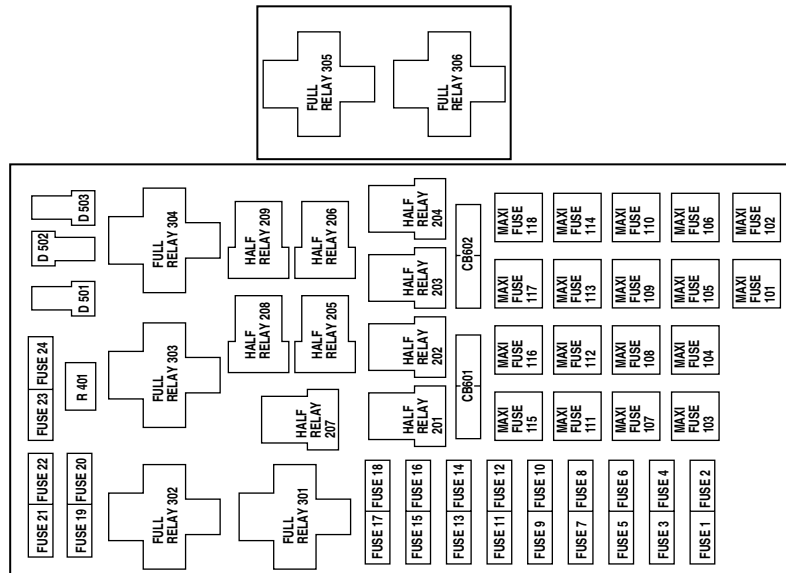 FULL
RELAY 305
FULL
RELAY 306
D 503
D 502
D 501
FULL
RELAY 304
HALF
RELAY 209
HALF
RELAY 206
HALF
RELAY
204
CB602
MAXI
FUSE
118
MAXI
FUSE
114
MAXI
FUSE
110
MAXI
FUSE
106
MAXI
FUSE
102
HALF
RELAY
203
MAXI
FUSE
117
MAXI
FUSE
113
MAXI
FUSE
109
MAXI
FUSE
105
MAXI
FUSE
101
FUSE 23 FUSE 24
R 401
FULL
RELAY 303
HALF
RELAY 208
HALF
RELAY 205
HALF
RELAY
202
CB601
MAXI
FUSE
116
MAXI
FUSE
112
MAXI
FUSE
108
MAXI
FUSE
104
HALF
RELAY
207
HALF
RELAY
201
MAXI
FUSE
115
MAXI
FUSE
111
MAXI
FUSE
107
MAXI
FUSE
103
FUSE 21 FUSE 22
FUSE 19 FUSE 20
FULL
RELAY 302
FULL
RELAY 301
FUSE 17 FUSE 18
FUSE 15 FUSE 16
FUSE 13 FUSE 14
FUSE 11 FUSE 12
FUSE 9 FUSE 10
FUSE 7 FUSE 8
FUSE 5 FUSE 6
FUSE 3 FUSE 4
FUSE 1 FUSE 2